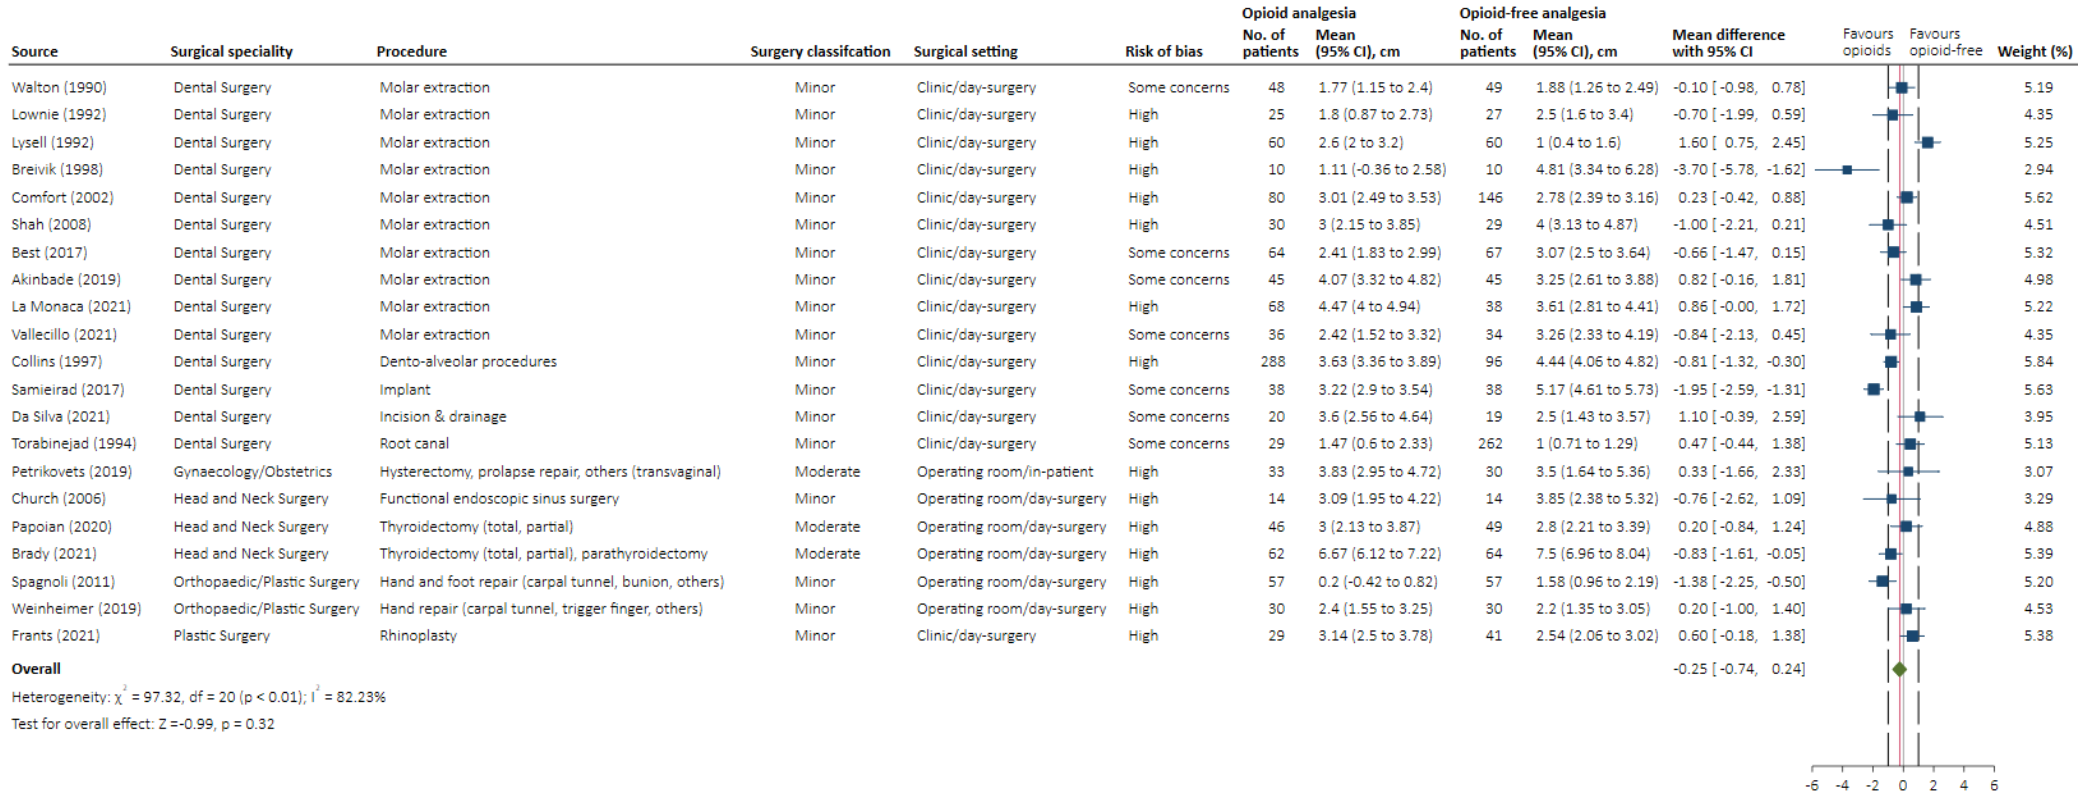 Opioid analgesia Opioid-free analgesia
Source Surgical speciality Procedure Surgery classifcation Surgical setting Risk of bias No. of patients Mean (95% CI), cm No. of patients Mean (95% CI), cm Mean difference with 95% CI Favours opioids Favours opioid-free Weight (%)
Walton (1990) Dental Surgery Molar extraction Minor Clinic/day-surgery Some concerns 48 1.77 (1.15 to 2.4) 49 1.88 (1.26 to 2.49) -0.10 [ -0.98, 0.78] 5.19
Lownie (1992) Dental Surgery Molar extraction Minor Clinic/day-surgery High 25 1.8 (0.87 to 2.73) 27 2.5 (1.6 to 3.4) -0.70 [ -1.99, 0.59] 4.35
Lysell (1992) Dental Surgery Molar extraction Minor Clinic/day-surgery High 60 2.6 (2 to 3.2) 60 1 (0.4 to 1.6) 1.60 [ 0.75, 2.45] 5.25
Breivik (1998) Dental Surgery Molar extraction Minor Clinic/day-surgery High 10 1.11 (-0.36 to 2.58) 10 4.81 (3.34 to 6.28) -3.70 [ -5.78, -1.62] 2.94
Comfort (2002) Dental Surgery Molar extraction Minor Clinic/day-surgery High 80 3.01 (2.49 to 3.53) 146 2.78 (2.39 to 3.16) 0.23 [ -0.42, 0.88] 5.62
Shah (2008) Dental Surgery Molar extraction Minor Clinic/day-surgery High 30 3 (2.15 to 3.85) 29 4 (3.13 to 4.87) -1.00 [ -2.21, 0.21] 4.51
Best (2017) Dental Surgery Molar extraction Minor Clinic/day-surgery Some concerns 64 2.41 (1.83 to 2.99) 67 3.07 (2.5 to 3.64) -0.66 [ -1.47, 0.15] 5.32
Akinbade (2019) Dental Surgery Molar extraction Minor Clinic/day-surgery Some concerns 45 4.07 (3.32 to 4.82) 45 3.25 (2.61 to 3.88) 0.82 [ -0.16, 1.81] 4.98
La Monaca (2021) Dental Surgery Molar extraction Minor Clinic/day-surgery High 68 4.47 (4 to 4.94) 38 3.61 (2.81 to 4.41) 0.86 [ -0.00, 1.72] 5.22
Vallecillo (2021) Dental Surgery Molar extraction Minor Clinic/day-surgery Some concerns 36 2.42 (1.52 to 3.32) 34 3.26 (2.33 to 4.19) -0.84 [ -2.13, 0.45] 4.35
Collins (1997) Dental Surgery Dento-alveolar procedures Minor Clinic/day-surgery High 288 3.63 (3.36 to 3.89) 96 4.44 (4.06 to 4.82) -0.81 [ -1.32, -0.30] 5.84
Samieirad (2017) Dental Surgery Implant Minor Clinic/day-surgery Some concerns 38 3.22 (2.9 to 3.54) 38 5.17 (4.61 to 5.73) -1.95 [ -2.59, -1.31] 5.63
Da Silva (2021) Dental Surgery Incision & drainage Minor Clinic/day-surgery Some concerns 20 3.6 (2.56 to 4.64) 19 2.5 (1.43 to 3.57) 1.10 [ -0.39, 2.59] 3.95
Torabinejad (1994) Dental Surgery Root canal Minor Clinic/day-surgery Some concerns 29 1.47 (0.6 to 2.33) 262 1 (0.71 to 1.29) 0.47 [ -0.44, 1.38] 5.13
Petrikovets (2019) Gynaecology/Obstetrics Hysterectomy, prolapse repair, others (transvaginal) Moderate Operating room/in-patient High 33 3.83 (2.95 to 4.72) 30 3.5 (1.64 to 5.36) 0.33 [ -1.66, 2.33] 3.07
Church (2006) Head and Neck Surgery Functional endoscopic sinus surgery Minor Operating room/day-surgery High 14 3.09 (1.95 to 4.22) 14 3.85 (2.38 to 5.32) -0.76 [ -2.62, 1.09] 3.29
Papoian (2020) Head and Neck Surgery Thyroidectomy (total, partial) Moderate Operating room/day-surgery High 46 3 (2.13 to 3.87) 49 2.8 (2.21 to 3.39) 0.20 [ -0.84, 1.24] 4.88
Brady (2021) Head and Neck Surgery Thyroidectomy (total, partial), parathyroidectomy Moderate Operating room/day-surgery High 62 6.67 (6.12 to 7.22) 64 7.5 (6.96 to 8.04) -0.83 [ -1.61, -0.05] 5.39
Spagnoli (2011) Orthopaedic/Plastic Surgery Hand and foot repair (carpal tunnel, bunion, others) Minor Operating room/day-surgery High 57 0.2 (-0.42 to 0.82) 57 1.58 (0.96 to 2.19) -1.38 [ -2.25, -0.50] 5.20
Weinheimer (2019) Orthopaedic/Plastic Surgery Hand repair (carpal tunnel, trigger finger, others) Minor Operating room/day-surgery High 30 2.4 (1.55 to 3.25) 30 2.2 (1.35 to 3.05) 0.20 [ -1.00, 1.40] 4.53
Frants (2021) Plastic Surgery Rhinoplasty Minor Clinic/day-surgery High 29 3.14 (2.5 to 3.78) 41 2.54 (2.06 to 3.02) 0.60 [ -0.18, 1.38] 5.38
Overall -0.25 [ -0.74, 0.24]
Heterogeneity: χ² = 97.32, df = 20 (p < 0.01); I² = 82.23%
Test for overall effect: Z =-0.99, p = 0.32
-6 -4 -2 0 2 4 6